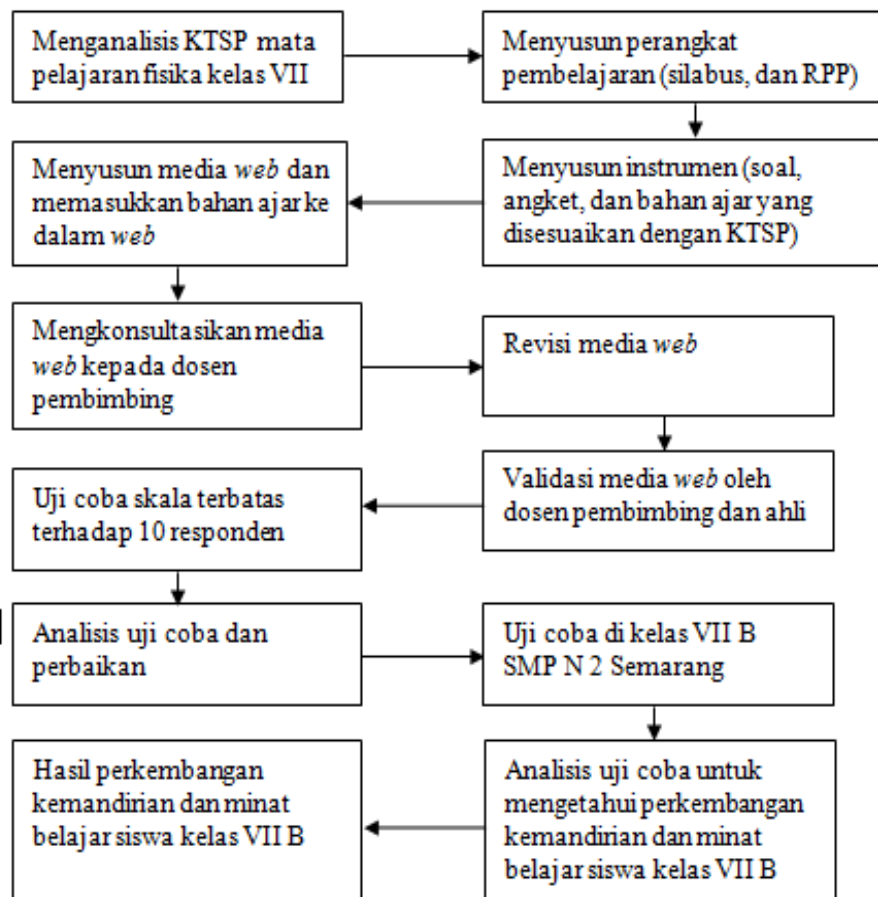 Menganalisis KTSP mata
pelajaran fisika kelas VII
Menyusun perangkat
pembelajaran (silabus, dan RPP)
Menyusun instrumen (soal,
angket, dan bahan ajar yang
disesuaikan dengan KTSP)
Menyusun media web dan
memasukkan bahan ajar ke
dalam web
Mengkonsultasikan media
web kepada dosen
pembimbing
Revisi media web
Validasi media web oleh
dosen pembimbing dan ahli
Uji coba skala terbatas
terhadap 10 responden
Analisis uji coba dan
perbaikan
Uji coba di kelas VII B
SMP N 2 Semarang
Analisis uji coba untuk
mengetahui perkembangan
kemandirian dan minat
belajar siswa kelas VII B
Hasil perkembangan
kemandirian dan minat
belajar siswa kelas VII B